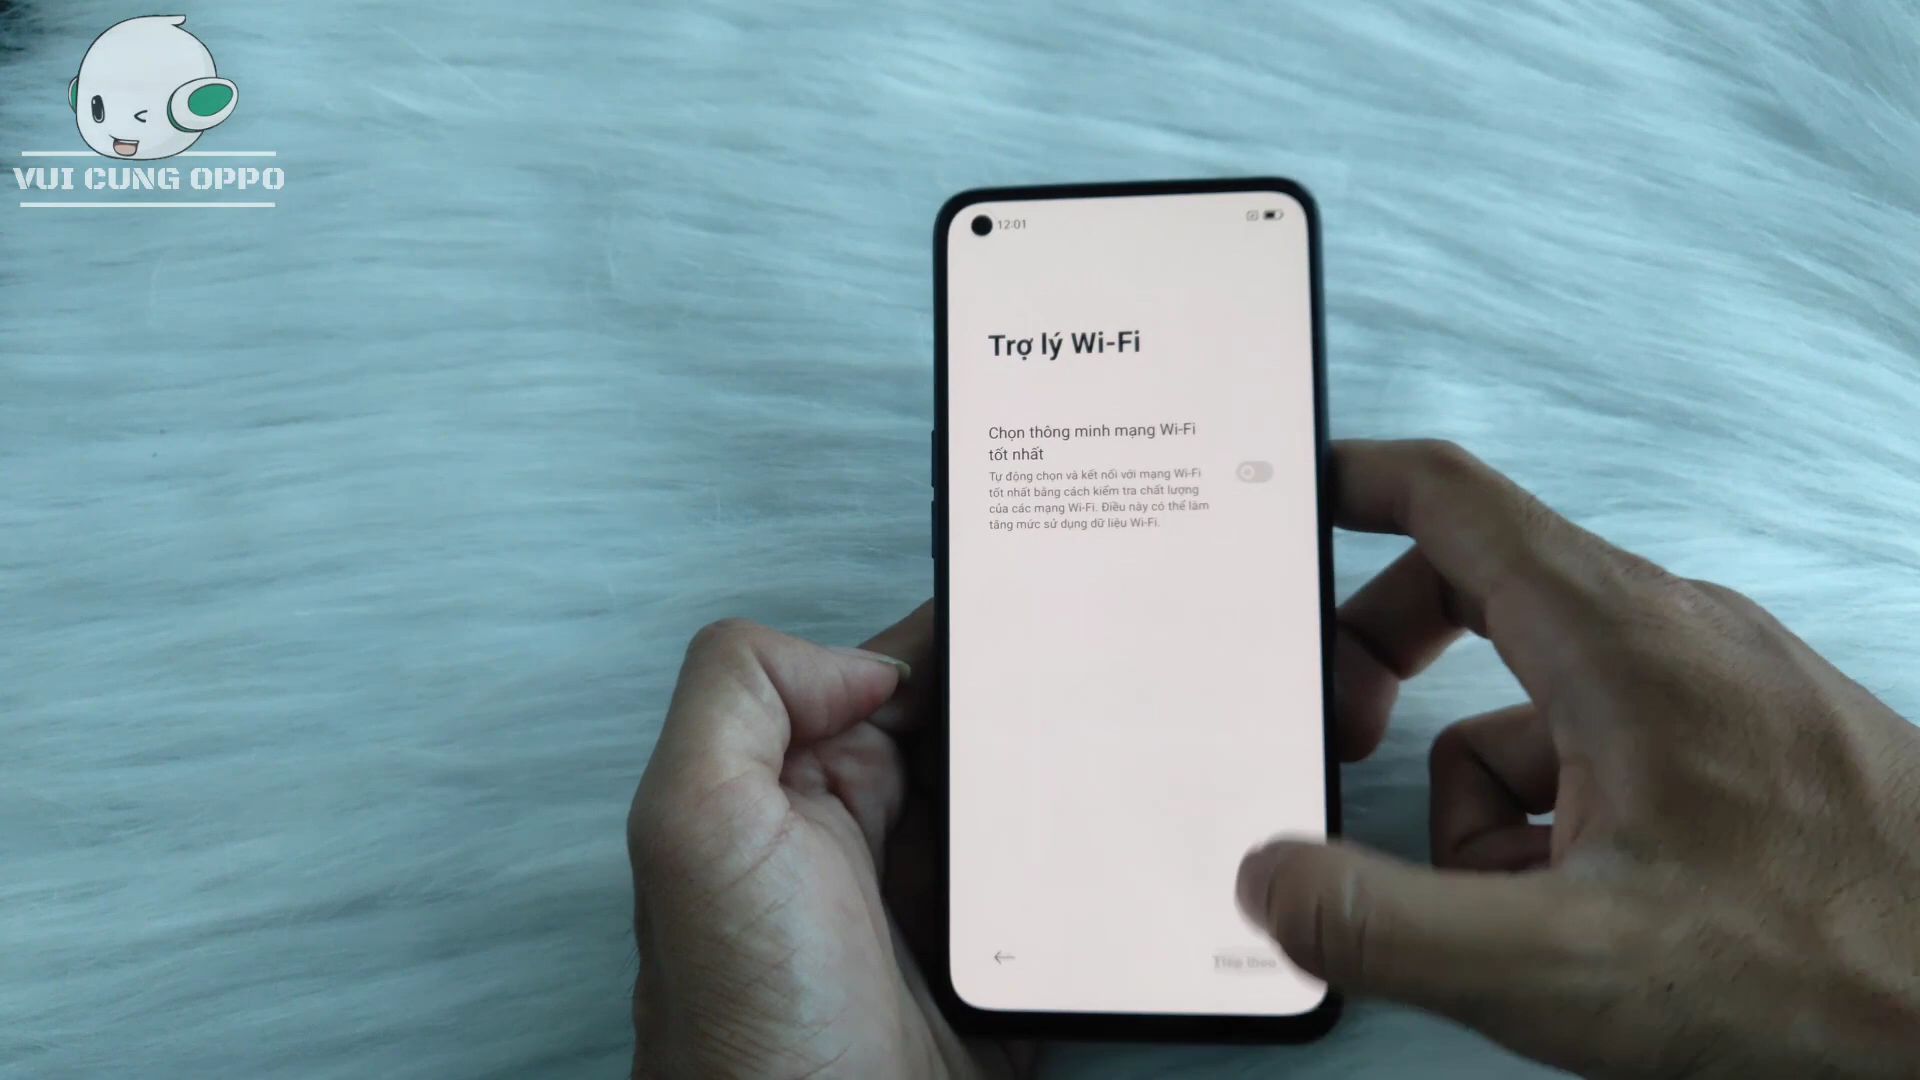 VUI CUNG OPPO
12:01
Trợ lý Wi-Fi
Chọn thông minh mạng Wi-Fi
tốt nhất
Tự động chọn và kết nối với mạng Wi-Fi
tốt nhất bằng cách kiểm tra chất lượng
của các mạng Wi-Fi. Điều này có thể làm
tăng mức sử dụng dữ liệu Wi-Fi.
Tiếp theo